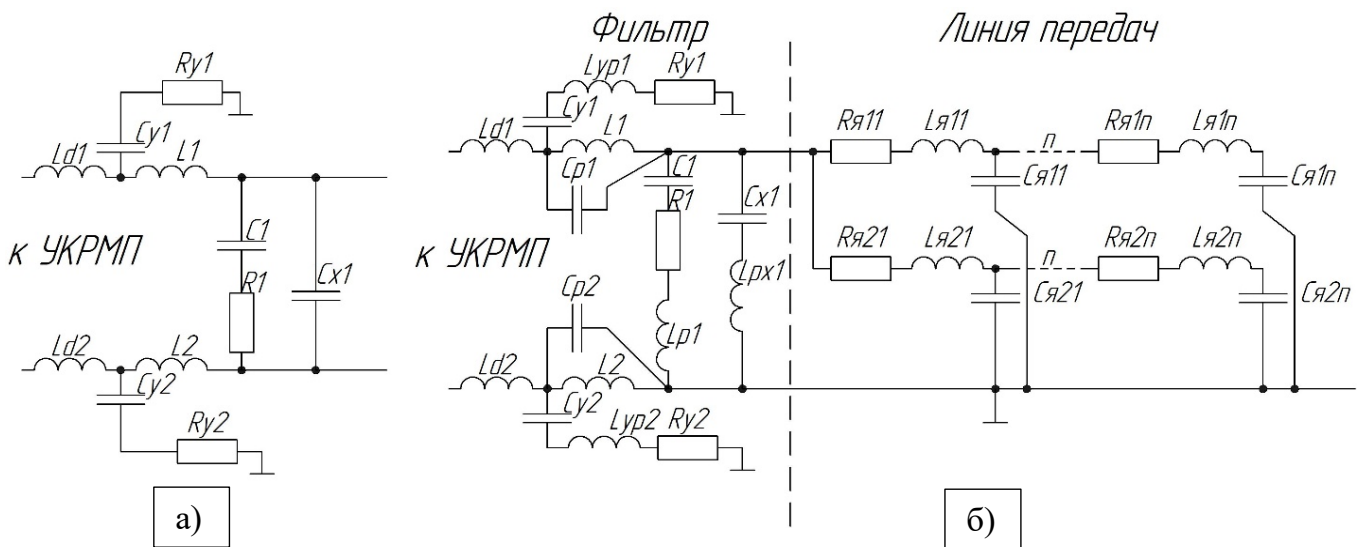 Ry1
Cy1
Ld1
L1
C1
к УКРМП
R1
Cx1
Ld2
L2
Cy2
Ry2
а)
Фильтр
Линия передач
Lyp1
Ry1
Cy1
Ld1
L1
Cp1
C1
R1
Cx1
к УКРМП
Cp2
Lp1
Lpx1
Ld2
L2
Cy2
Lyp2
Ry2
Rя11
Lя11
n
Rя1n
Lя1n
Cя11
Cя1n
Rя21
Lя21
n
Rя2n
Lя2n
Cя21
Cя2n
б)